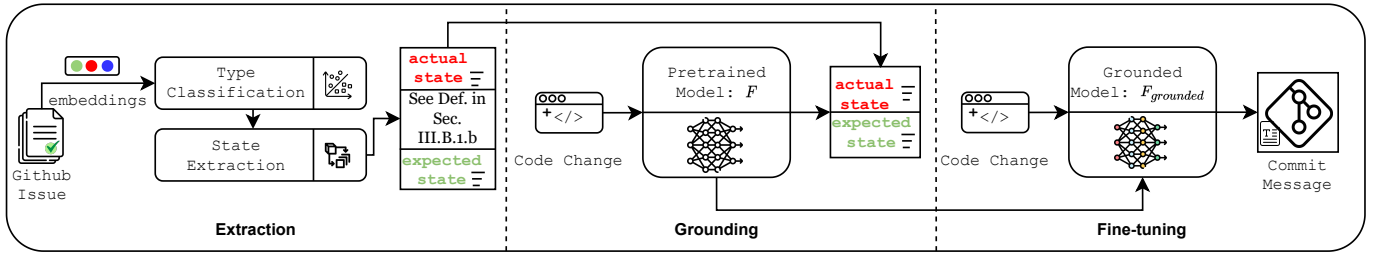 embeddings
Github
Issue
Type
Classification
State
Extraction
actual
state
See Def. in
Sec.
III.B.1.b
expected
state
Extraction
+</>
Code Change
Pretrained
Model: F
actual
state
expected
state
Grounding
+</>
Code Change
Grounded
Model: F_grounded
T
Commit
Message
Fine-tuning